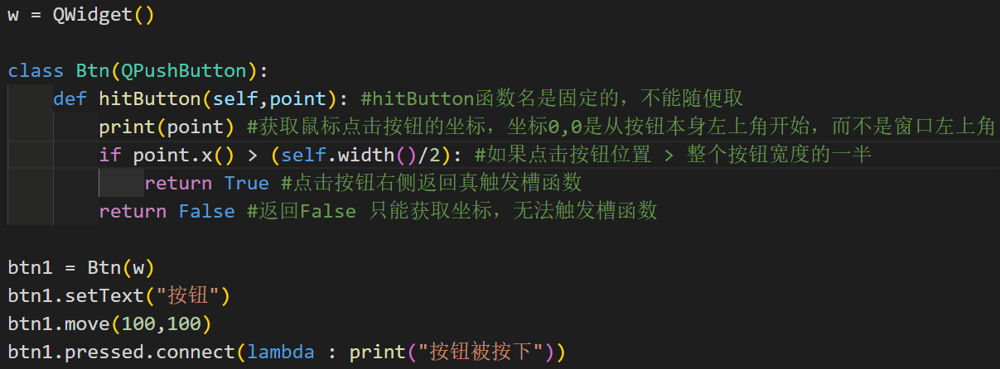 w = QWidget()
class Btn(QPushButton):
    def hitButton(self,point): #hitButton函数名是固定的，不能随便取
        print(point) #获取鼠标点击按钮的坐标，坐标0,0是从按钮本身左上角开始，而不是窗口左上角
        if point.x() > (self.width()/2): #如果点击按钮位置 > 整个按钮宽度的一半
            return True #点击按钮右侧返回真触发槽函数
        return False #返回False 只能获取坐标，无法触发槽函数
btn1 = Btn(w)
btn1.setText("按钮")
btn1.move(100,100)
btn1.pressed.connect(lambda : print("按钮被按下"))